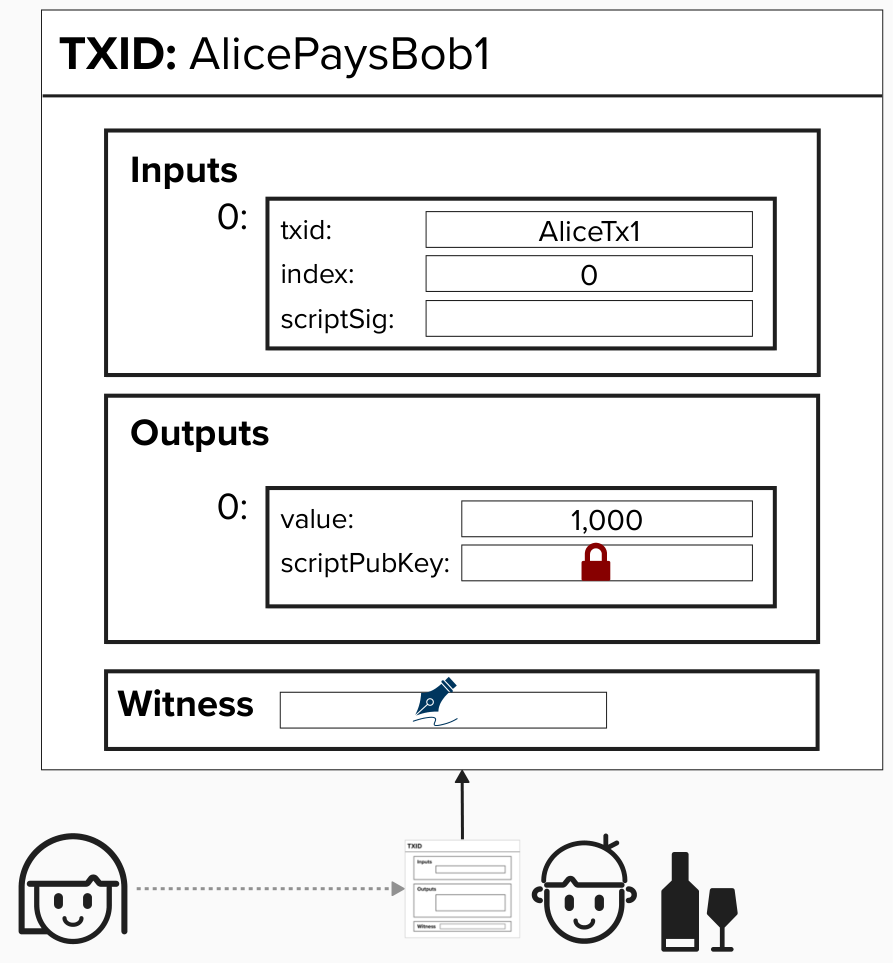 TXID: AlicePaysBob1
Inputs
0:
txid: AliceTx1
index: 0
scriptSig:
Outputs
0:
value: 1,000
scriptPubKey:
Witness
TXID
Inputs
Outputs
Witness